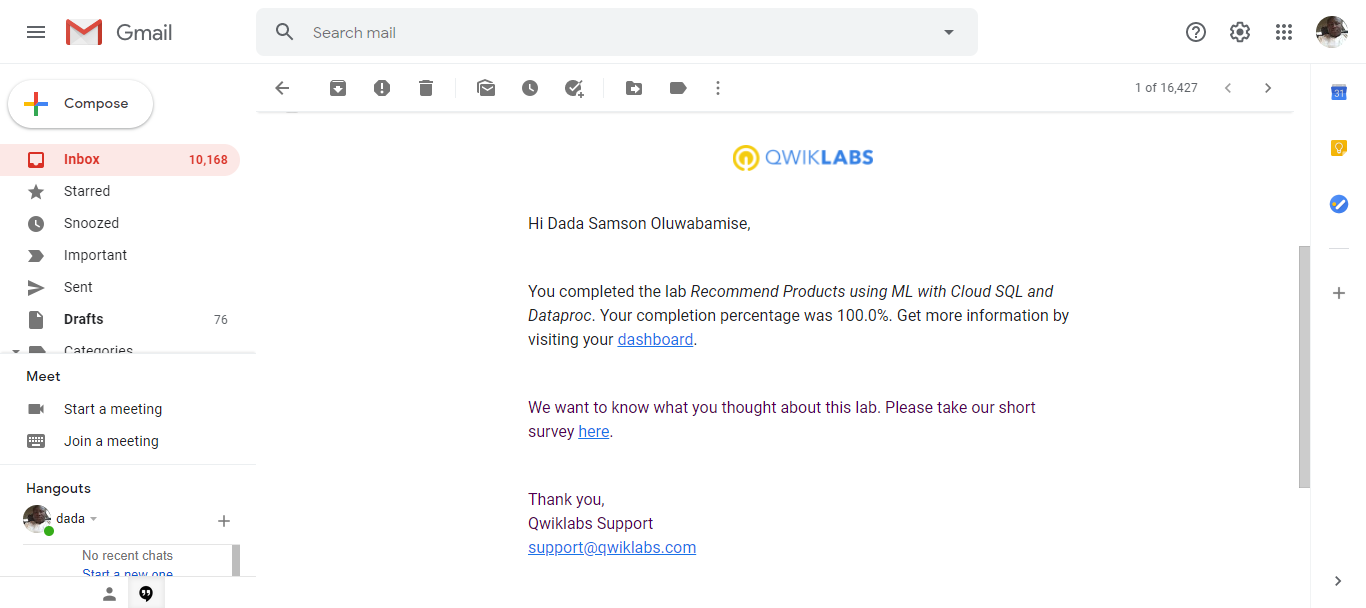 Gmail
Search mail
1 of 16,427
Compose
Inbox 10,168
Starred
Snoozed
Important
Sent
Drafts 76
Categories
Meet
Start a meeting
Join a meeting
Hangouts
dada
No recent chats
Start a new one
QWIKLABS
Hi Dada Samson Oluwabamise,
You completed the lab Recommend Products using ML with Cloud SQL and
Dataproc. Your completion percentage was 100.0%. Get more information by
visiting your dashboard.
We want to know what you thought about this lab. Please take our short
survey here.
Thank you,
Qwiklabs Support
support@qwiklabs.com
31